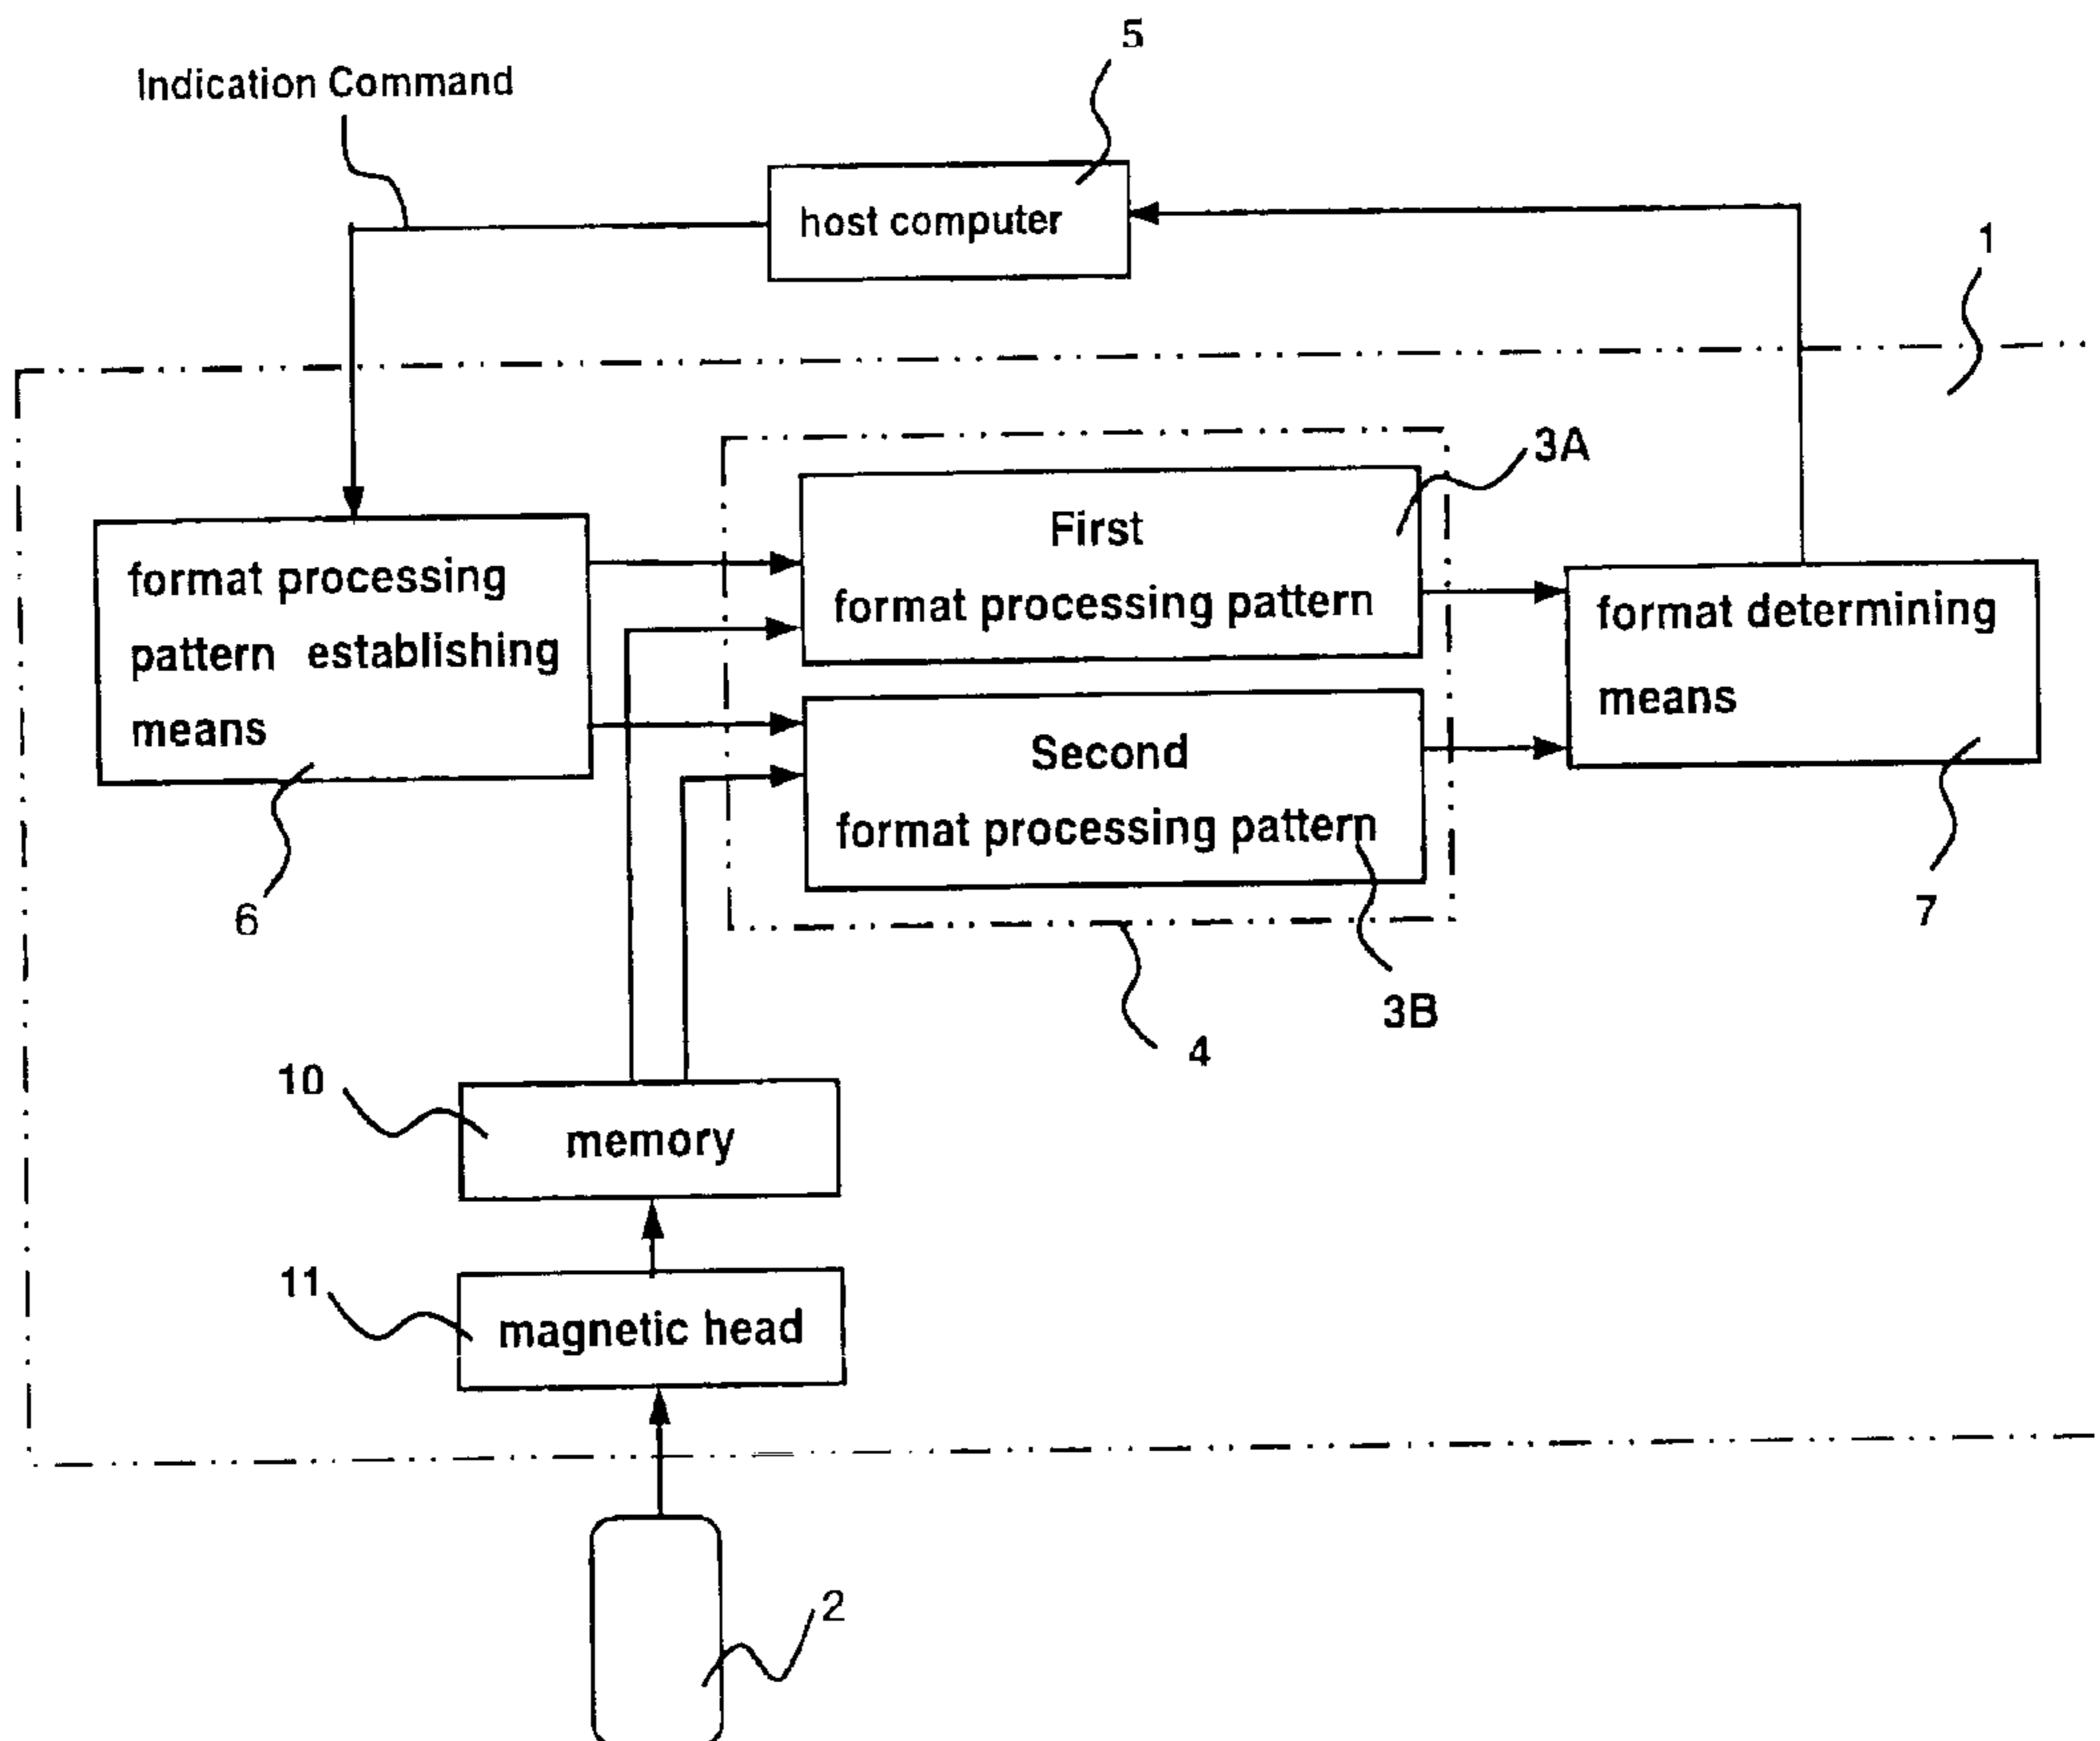 5
Indication Command
host computer
1
3A
First
format processing pattern
format processing
pattern establishing
means
format determining
means
Second
format processing pattern
6
7
3B
4
10
memory
11
magnetic head
2